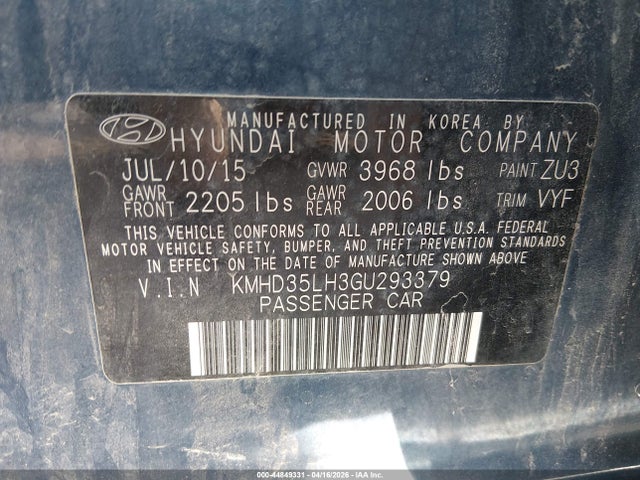 MANUFACTURED IN KOREA BY
HYUNDAI MOTOR COMPANY
JUL/10/15 GVWR 3968 lbs PAINT ZU3
GAWR FRONT 2205 lbs GAWR REAR 2006 lbs TRIM VYF
THIS VEHICLE CONFORMS TO ALL APPLICABLE U.S.A. FEDERAL
MOTOR VEHICLE SAFETY, BUMPER, AND THEFT PREVENTION STANDARDS
IN EFFECT ON THE DATE OF MANUFACTURE SHOWN ABOVE.
V.I.N KMHD35LH3GU293379
PASSENGER CAR
000-44849331 - 04/16/2026 - IAAI.COM